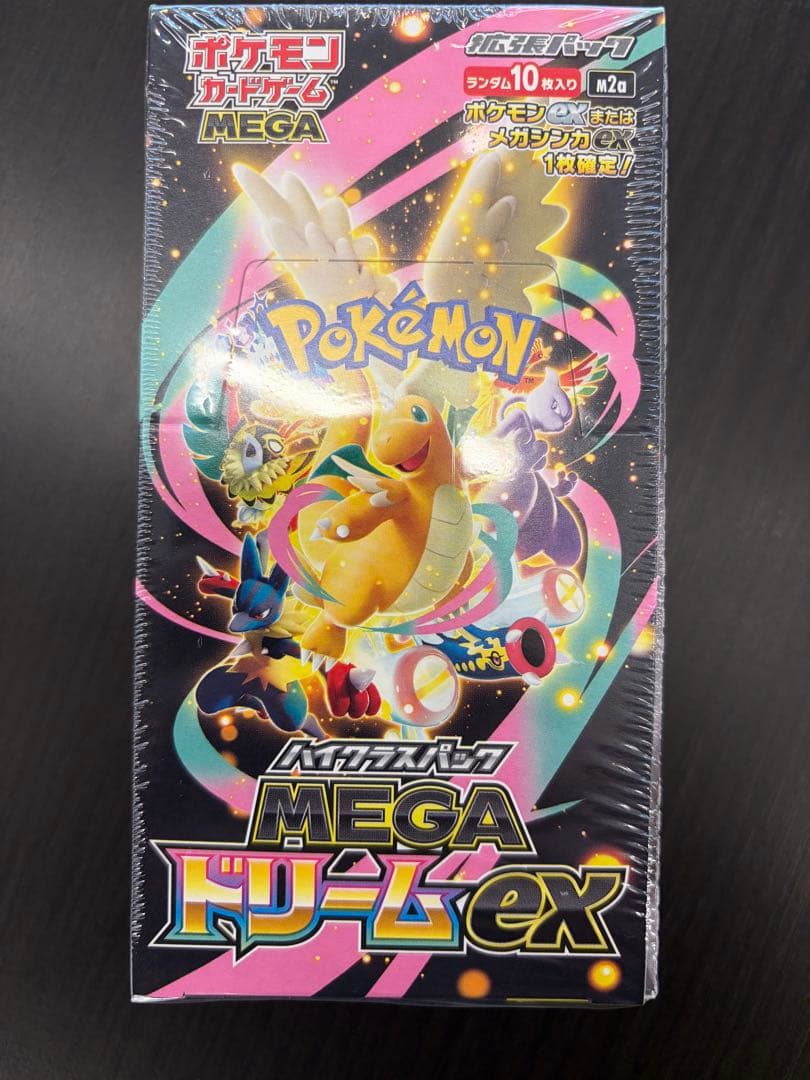 ポケモン
カードゲーム™
MEGA
拡張パック
ランダム10枚入り
M2a
ポケモンexまたは
メガシンカex
1枚確定!
POKéMON
™
ハイクラスパック
MEGA
ドリームex